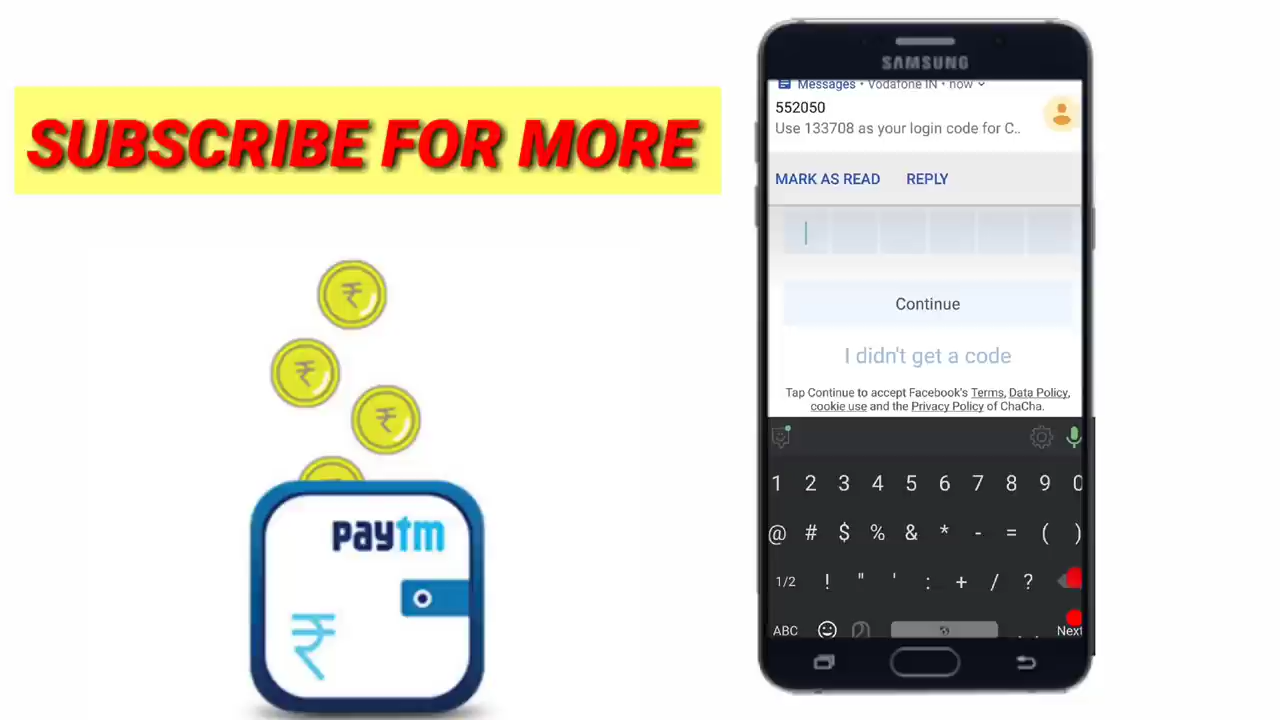 SUBSCRIBE FOR MORE
₹
₹
₹
paytm
₹
SAMSUNG
Messages • Vodafone IN • now
552050
Use 133708 as your login code for C..
MARK AS READ REPLY
Continue
I didn't get a code
Tap Continue to accept Facebook's Terms, Data Policy,
cookie use and the Privacy Policy of ChaCha.
1 2 3 4 5 6 7 8 9 0
@ # $ % & * - = ( )
1/2 ! " ' : + / ?
ABC , . Next